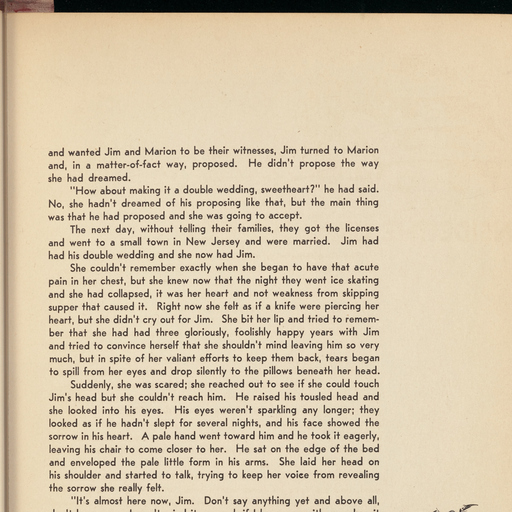 and wanted Jim and Marion to be their witnesses, Jim turned to Marion
and, in a matter-of-fact way, proposed. He didn't propose the way
she had dreamed.
"How about making it a double wedding, sweetheart?" he had said.
No, she hadn't dreamed of his proposing like that, but the main thing
was that he had proposed and she was going to accept.
The next day, without telling their families, they got the licenses
and went to a small town in New Jersey and were married. Jim had
had his double wedding and she now had Jim.
She couldn't remember exactly when she began to have that acute
pain in her chest, but she knew now that the night they went ice skating
and she had collapsed, it was her heart and not weakness from skipping
supper that caused it. Right now she felt as if a knife were piercing her
heart, but she didn't cry out for Jim. She bit her lip and tried to remem-
ber that she had had three gloriously, foolishly happy years with Jim
and tried to convince herself that she shouldn't mind leaving him so very
much, but in spite of her valiant efforts to keep them back, tears began
to spill from her eyes and drop silently to the pillows beneath her head.
Suddenly, she was scared; she reached out to see if she could touch
Jim's head but she couldn't reach him. He raised his tousled head and
she looked into his eyes. His eyes weren't sparkling any longer; they
looked as if he hadn't slept for several nights, and his face showed the
sorrow in his heart. A pale hand went toward him and he took it eagerly,
leaving his chair to come closer to her. He sat on the edge of the bed
and enveloped the pale little form in his arms. She laid her head on
his shoulder and started to talk, trying to keep her voice from revealing
the sorrow she really felt.
"It's almost here now, Jim. Don't say anything yet and above all,